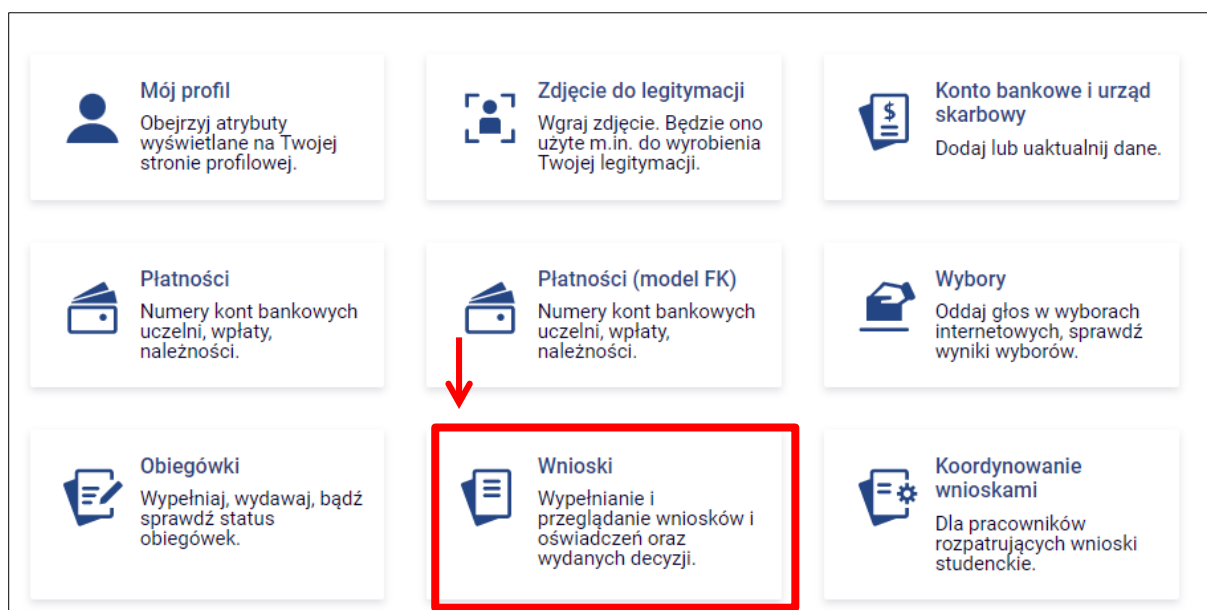 Mój profil
Obejrzyj atrybuty
wyświetlane na Twojej
stronie profilowej.
Zdjęcie do legitymacji
Wgraj zdjęcie. Będzie ono
użyte m.in. do wyrobienia
Twojej legitymacji.
Konto bankowe i urząd
skarbowy
Dodaj lub uaktualnij dane.
Płatności
Numery kont bankowych
uczelni, wpłaty,
należności.
Płatności (model FK)
Numery kont bankowych
uczelni, wpłaty,
należności.
Wybory
Oddaj głos w wyborach
internetowych, sprawdź
wyniki wyborów.
Obiegówki
Wypełniaj, wydawaj, bądź
sprawdź status
obiegówek.
Wnioski
Wypełnianie i
przeglądanie wniosków i
oświadczeń oraz
wydanych decyzji.
Koordynowanie
wnioskami
Dla pracowników
rozpatrujących wnioski
studenckie.